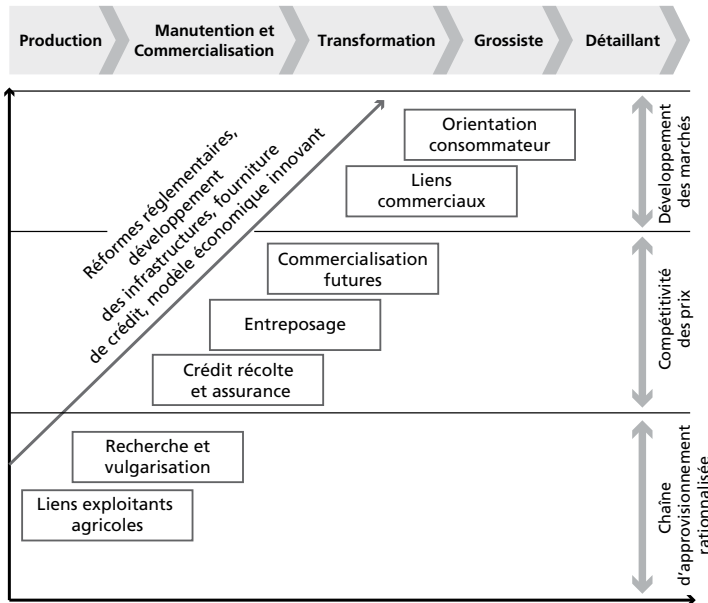 Production
Manutention et
Commercialisation
Transformation
Grossiste
Détaillant
Réformes réglementaires,
développement
des infrastructures, fourniture
de crédit, modèle économique innovant
Orientation
consommateur
Liens
commerciaux
Développement
des marchés
Commercialisation
futures
Entreposage
Crédit récolte
et assurance
Compétitivité
des prix
Recherche et
vulgarisation
Liens exploitants
agricoles
Chaîne
d'approvisionnement
rationnalisée